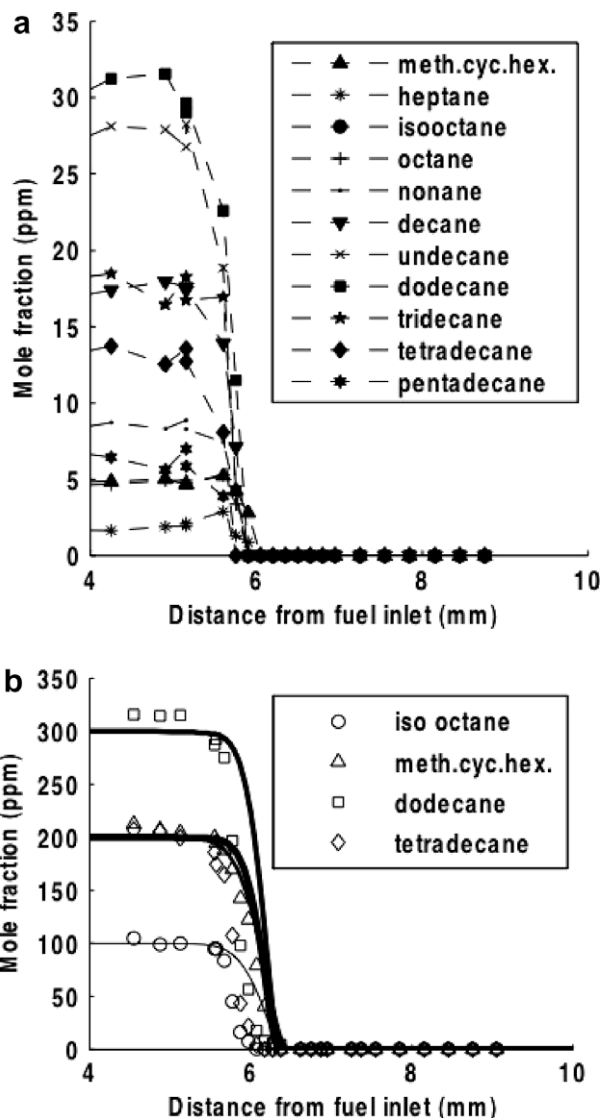 a
35
30
25
20
15
10
5
0
Mole fraction (ppm)
meth.cyc.hex.
heptane
isooctane
octane
nonane
decane
undecane
dodecane
tridecane
tetradecane
pentadecane
4
6
8
10
Distance from fuel inlet (mm)
b
350
300
250
200
150
100
50
0
Mole fraction (ppm)
iso octane
meth.cyc.hex.
dodecane
tetradecane
4
6
8
10
Distance from fuel inlet (mm)